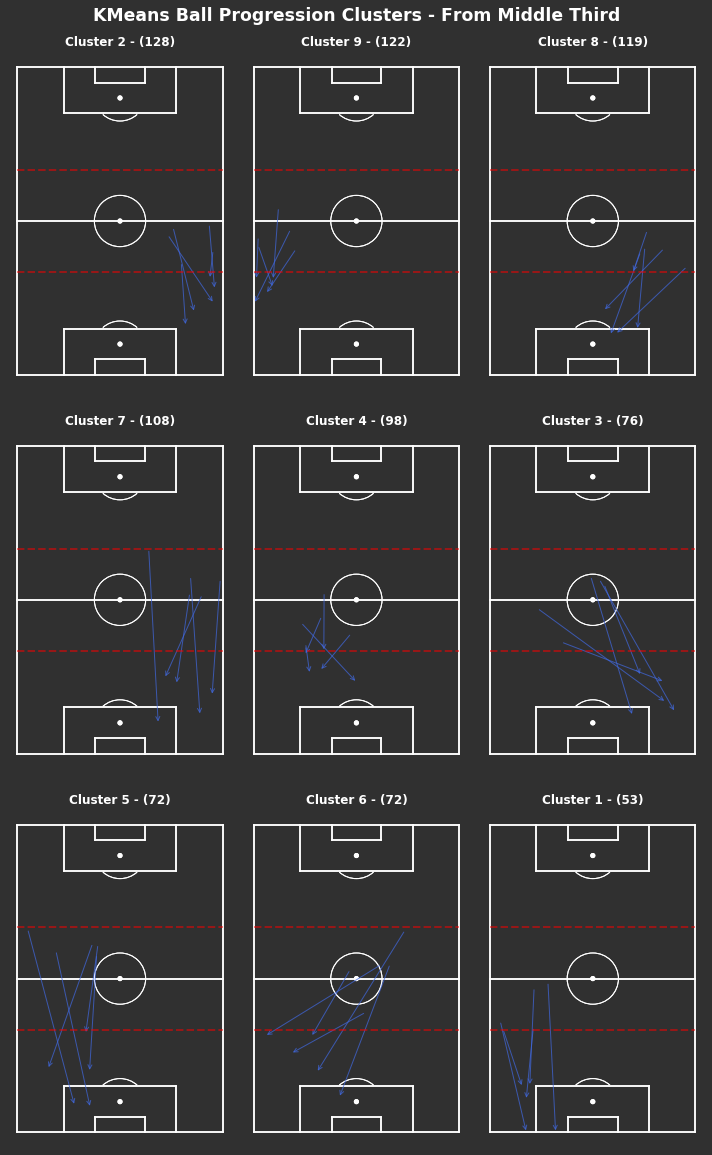 KMeans Ball Progression Clusters - From Middle Third
Cluster 2 - (128)
Cluster 9 - (122)
Cluster 8 - (119)
Cluster 7 - (108)
Cluster 4 - (98)
Cluster 3 - (76)
Cluster 5 - (72)
Cluster 6 - (72)
Cluster 1 - (53)